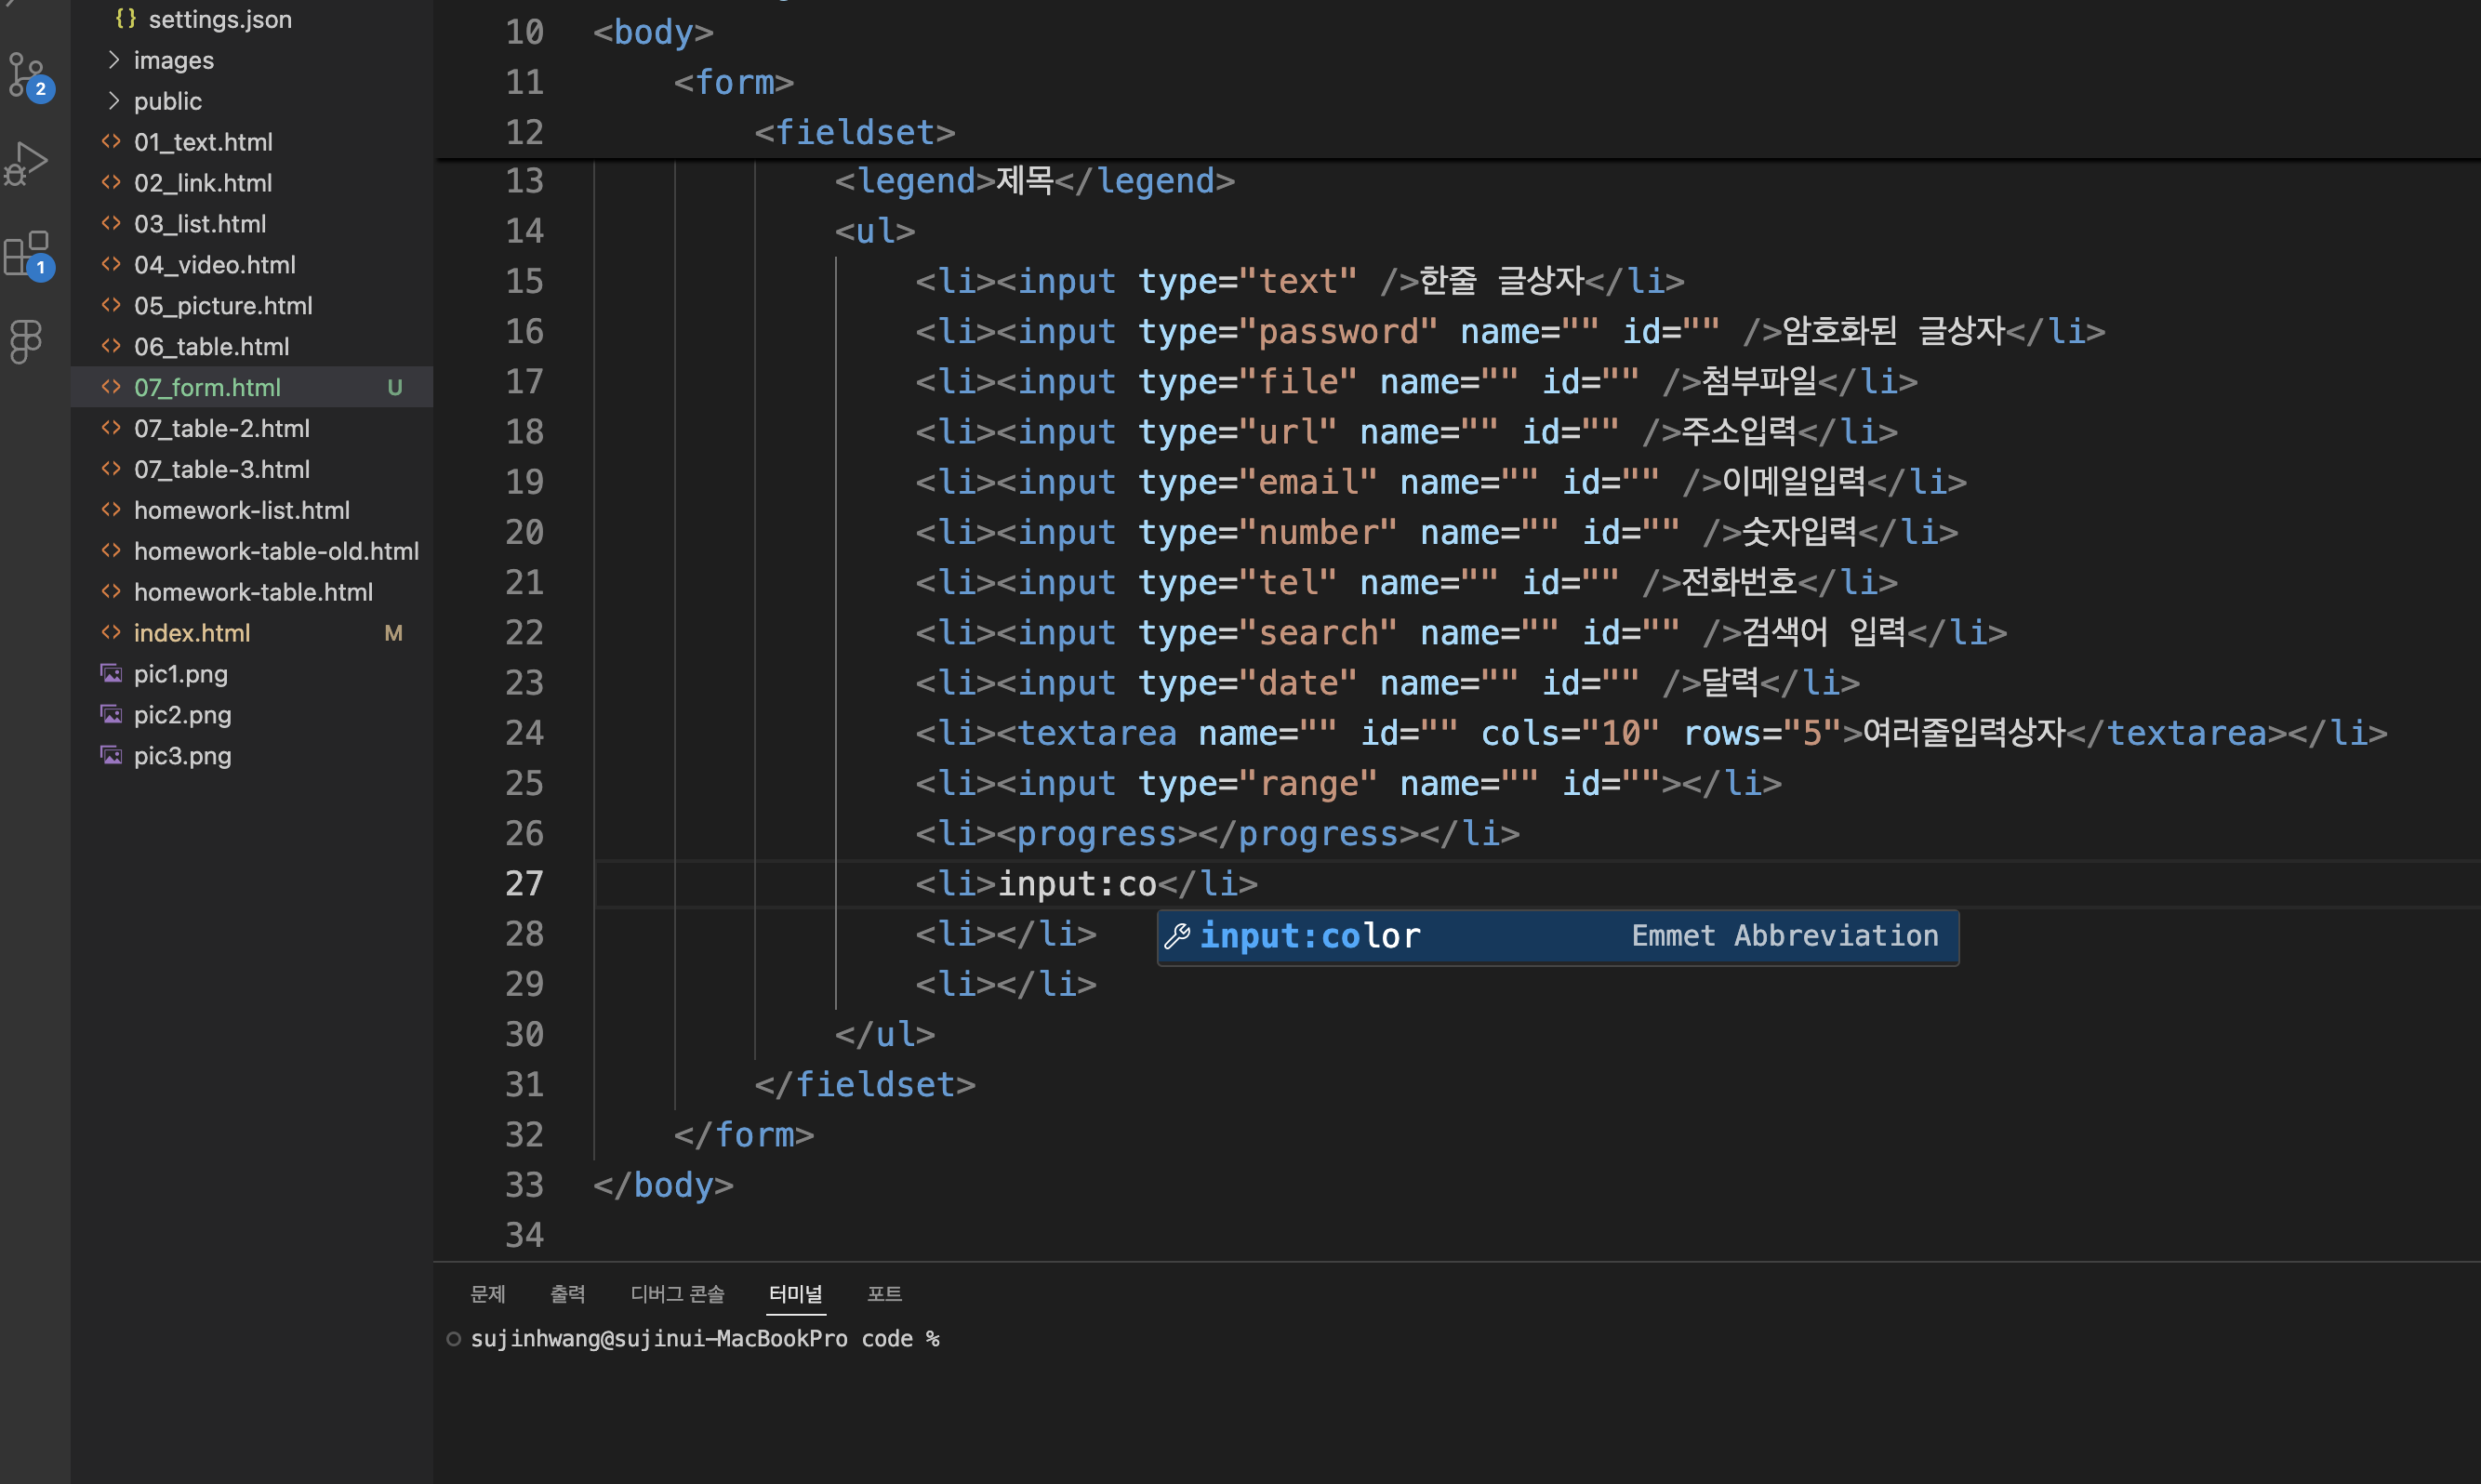 {} settings.json
images
public
01_text.html
02_link.html
03_list.html
04_video.html
05_picture.html
06_table.html
07_form.html U
07_table-2.html
07_table-3.html
homework-list.html
homework-table-old.html
homework-table.html
index.html M
pic1.png
pic2.png
pic3.png
2
1
10 <body>
11 <form>
12 <fieldset>
13 <legend>제목</legend>
14 <ul>
15 <li><input type="text" />한줄 글상자</li>
16 <li><input type="password" name="" id="" />암호화된 글상자</li>
17 <li><input type="file" name="" id="" />첨부파일</li>
18 <li><input type="url" name="" id="" />주소입력</li>
19 <li><input type="email" name="" id="" />이메일입력</li>
20 <li><input type="number" name="" id="" />숫자입력</li>
21 <li><input type="tel" name="" id="" />전화번호</li>
22 <li><input type="search" name="" id="" />검색어 입력</li>
23 <li><input type="date" name="" id="" />달력</li>
24 <li><textarea name="" id="" cols="10" rows="5">여러줄입력상자</textarea></li>
25 <li><input type="range" name="" id=""></li>
26 <li><progress></progress></li>
27 <li>input:co</li>
input:color Emmet Abbreviation
28 <li></li>
29 <li></li>
30 </ul>
31 </fieldset>
32 </form>
33 </body>
34
문제 출력 디버그 콘솔 터미널 포트
sujinhwang@sujinui-MacBookPro code %